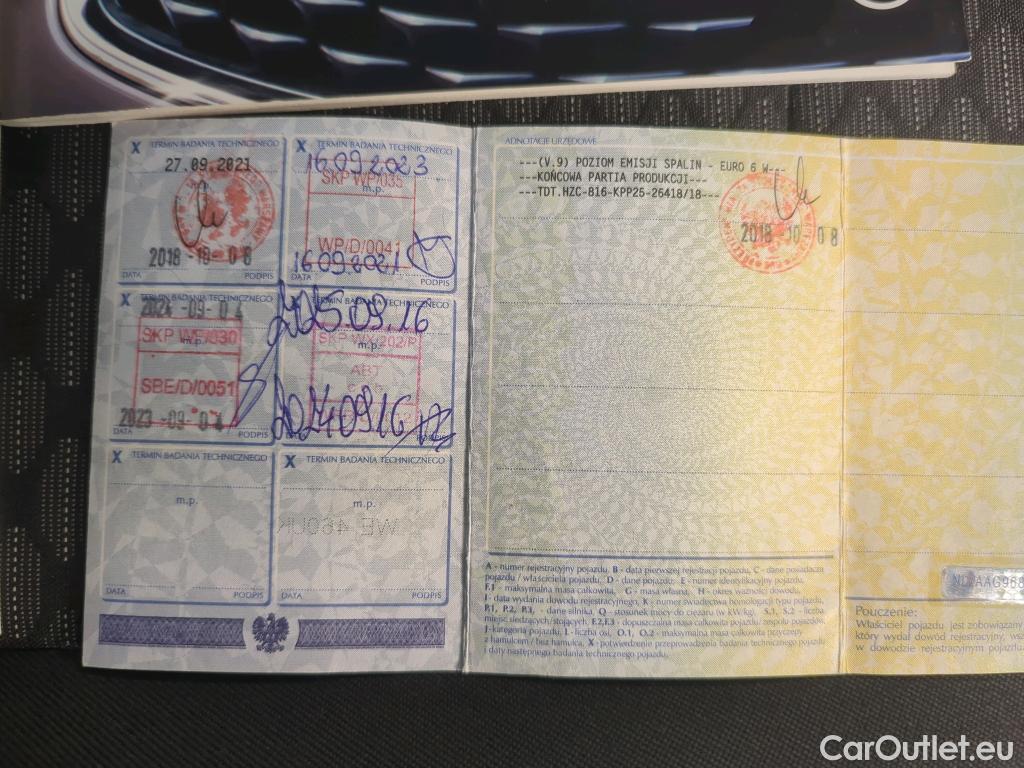 X TERMIN BADANIA TECHNICZNEGO
27.09.2021
2018 -10- 08
DATA PODPIS
X TERMIN BADANIA TECHNICZNEGO
16.09.2023
SKP WP/035
m.p.
WP/D/0041
16.09.2021
DATA
PODPIS
X TERMIN BADANIA TECHNICZNEGO
2024 -09- 04
SKP WE/030
m.p.
SBE/D/0051
2023 -09- 04
DATA PODPIS
TERMIN BADANIA TECHNICZNEGO
2025.09.16
SKP WX/202/P
m.p.
ABT
2024.09.16
PODPIS
X TERMIN BADANIA TECHNICZNEGO
m.p.
DATA PODPIS
X TERMIN BADANIA TECHNICZNEGO
m.p.
WE 460UK
DATA PODPIS
ADNOTACJE URZĘDOWE
---(V.9) POZIOM EMISJI SPALIN - EURO 6 W---
---KOŃCOWA PARTIA PRODUKCJI---
---TDT.HZC-816-KPP25-26418/18---
2018 -10- 08
A - numer rejestracyjny pojazdu, B - data pierwszej rejestracji pojazdu, C - dane posiadacza
pojazdu / właściciela pojazdu, D - dane pojazdu, E - numer identyfikacyjny pojazdu,
F.1 - maksymalna masa całkowita, G - masa własna, H - okres ważności dowodu,
I - data wydania dowodu rejestracyjnego, K - numer świadectwa homologacji typu pojazdu,
P.1, P.2, P.3, - dane silnika, Q - stosunek mocy do ciężaru (w kW/kg), S.1, S.2 - liczba
miejsc siedzących/stojących, F.2,F.3 - dopuszczalna masa całkowita pojazdu/ zespołu pojazdów,
J-kategoria pojazdu, L - liczba osi, O.1, O.2 - maksymalna masa całkowita przyczepy
z hamulcem / bez hamulca, X - potwierdzenie przeprowadzenia badania technicznego pojazdu
i daty następnego badania technicznego pojazdu,
AAG968
Pouczenie:
Właściciel pojazdu jest zobowiązany
który wydał dowód rejestracyjny, wsz
w dowodzie rejestracyjnym pojazdu
CarOutlet.eu